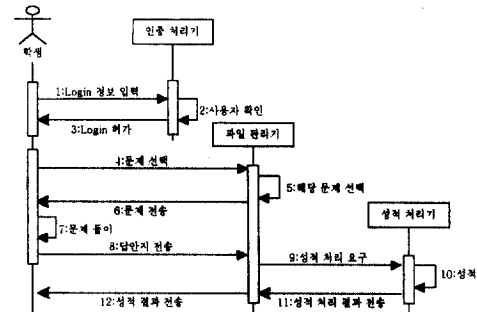 학생
인증 처리기
1:Login 정보 입력
2:사용자 확인
3:Login 허가
파일 관리기
4:문제 선택
5:해당 문제 선택
6:문제 전송
7:문제 풀이
8:답안지 전송
성적 처리기
9:성적 처리 요구
10:성적
11:성적 처리 결과 전송
12:성적 결과 전송